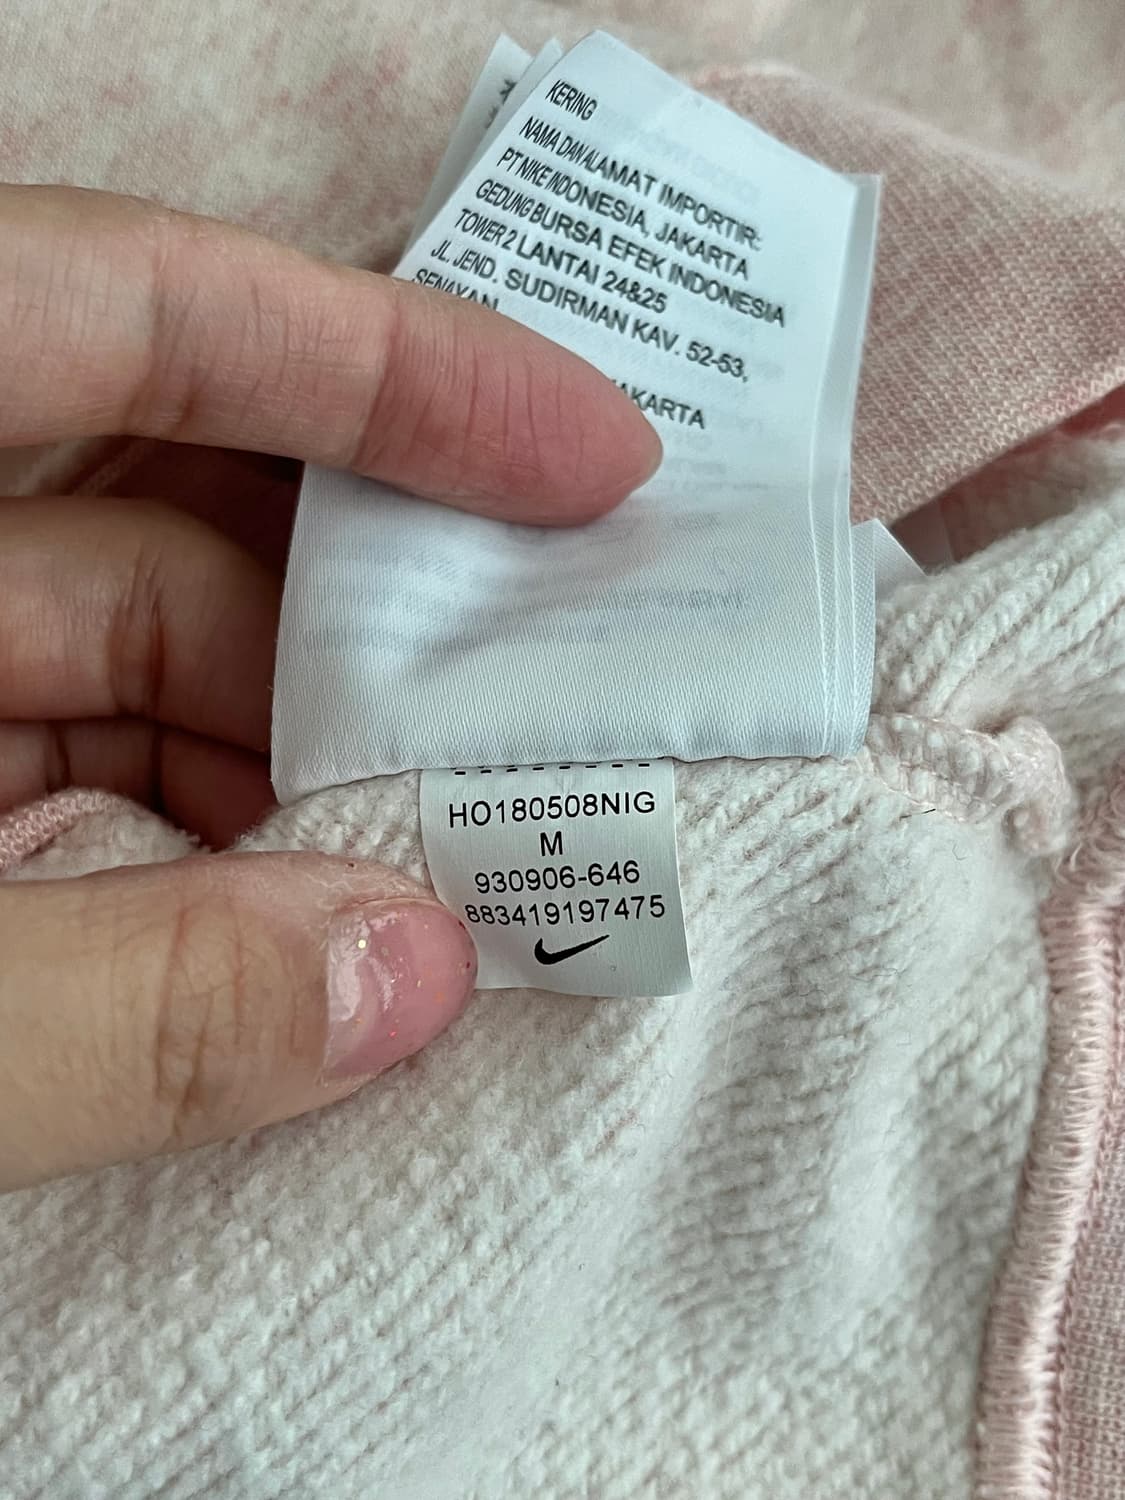 KERING
NAMA DAN ALAMAT IMPORTIR:
PT NIKE INDONESIA, JAKARTA
GEDUNG BURSA EFEK INDONESIA
TOWER 2 LANTAI 24&25
JL. JEND. SUDIRMAN KAV. 52-53,
SENAYAN
JAKARTA
HO180508NIG
M
930906-646
883419197475